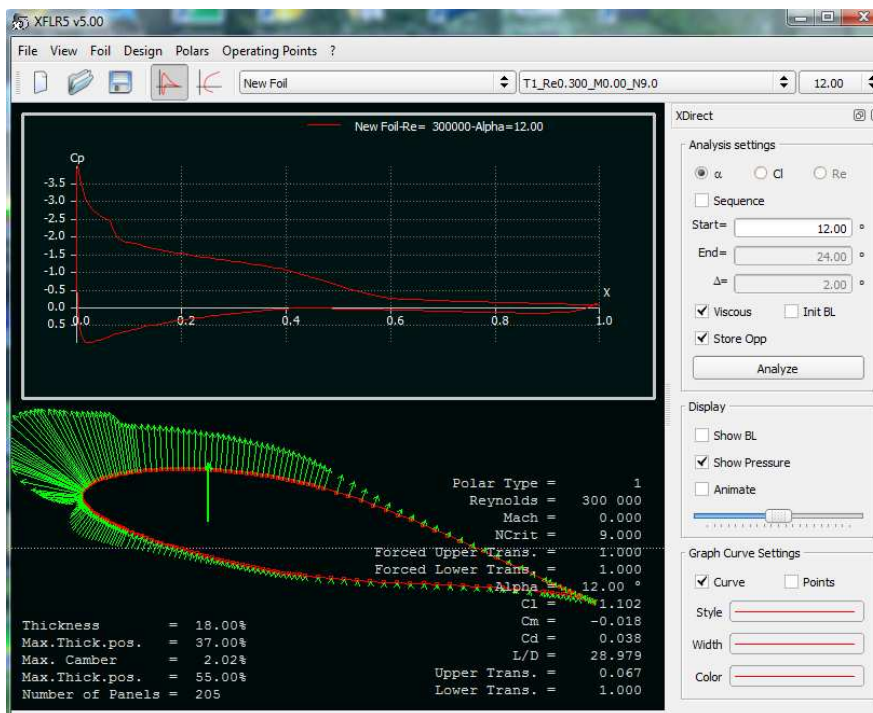 XFLR5 v5.00
File View Foil Design Polars Operating Points ?
New Foil T1_Re0.300_M0.00_N9.0 12.00
XDirect
New Foil-Re= 300000-Alpha=12.00
Cp
-3.5
-3.0
-2.5
-2.0
-1.5
-1.0
-0.5
0.0
0.5
X
0.0 0.2 0.4 0.6 0.8 1.0
Analysis settings
α Cl Re
Sequence
Start= 12.00 °
End= 24.00 °
Δ= 2.00 °
Viscous Init BL
Store Opp
Analyze
Display
Show BL
Show Pressure
Animate
Graph Curve Settings
Curve Points
Style
Width
Color
Polar Type = 1
Reynolds = 300 000
Mach = 0.000
NCrit = 9.000
Forced Upper Trans. = 1.000
Forced Lower Trans. = 1.000
Alpha = 12.00 °
Cl = 1.102
Cm = -0.018
Cd = 0.038
L/D = 28.979
Upper Trans. = 0.067
Lower Trans. = 1.000
Thickness = 18.00%
Max.Thick.pos. = 37.00%
Max. Camber = 2.02%
Max.Thick.pos. = 55.00%
Number of Panels = 205